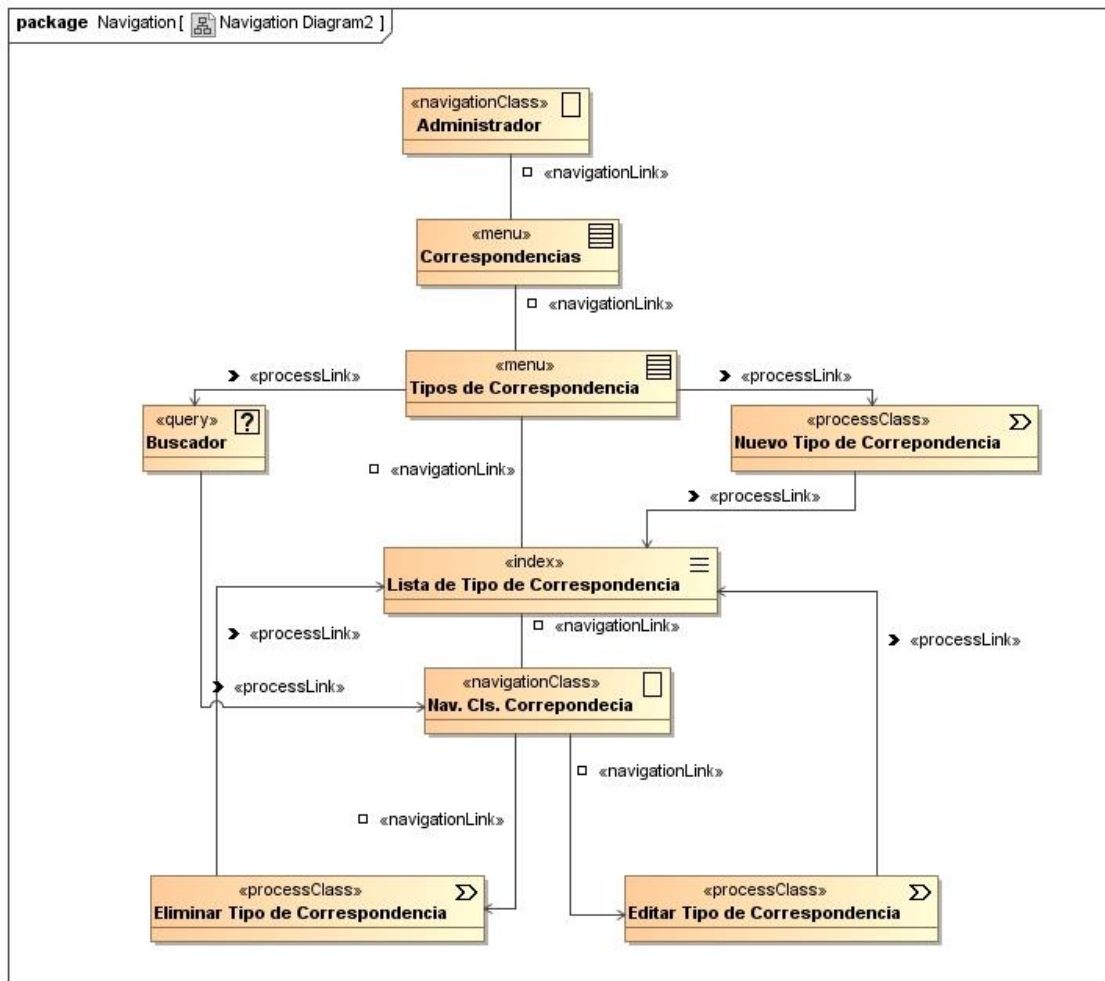 package Navigation [ Navigation Diagram2 ]
«navigationClass»
Administrador
«navigationLink»
«menu»
Correspondencias
«navigationLink»
«menu»
Tipos de Correspondencia
«processLink»
«processLink»
«query»
Buscador
?
«processClass»
Nuevo Tipo de Correpondencia
«navigationLink»
«processLink»
«index»
Lista de Tipo de Correspondencia
«navigationLink»
«processLink»
«processLink»
«processLink»
«navigationClass»
Nav. Cls. Correpondecia
«navigationLink»
«navigationLink»
«processClass»
Eliminar Tipo de Correspondencia
«processClass»
Editar Tipo de Correspondencia